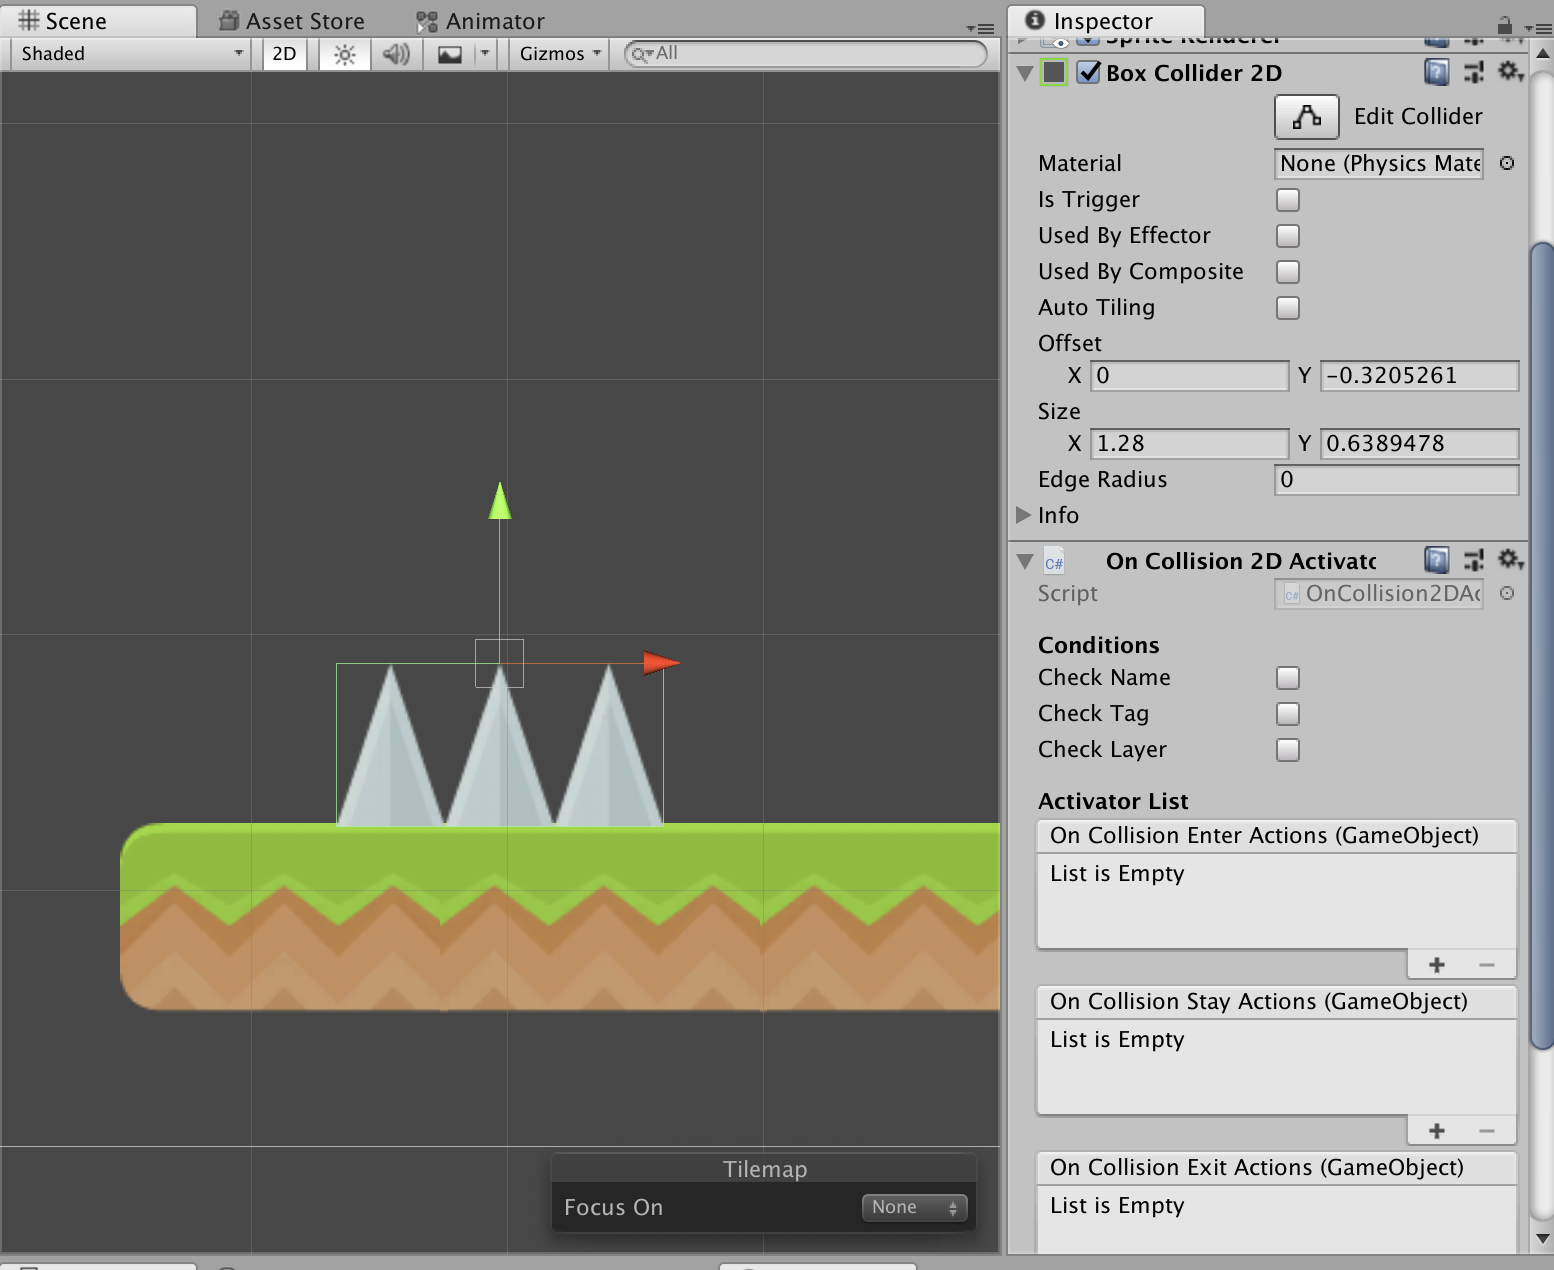 Scene
Asset Store
Animator
Shaded
2D
Gizmos
All
Tilemap
Focus On
None
Inspector
Sprite Renderer
Box Collider 2D
Edit Collider
Material
None (Physics Mate
Is Trigger
Used By Effector
Used By Composite
Auto Tiling
Offset
X 0 Y -0.3205261
Size
X 1.28 Y 0.6389478
Edge Radius 0
Info
C#
On Collision 2D Activato
Script
C# OnCollision2DAc
Conditions
Check Name
Check Tag
Check Layer
Activator List
On Collision Enter Actions (GameObject)
List is Empty
+ −
On Collision Stay Actions (GameObject)
List is Empty
+ −
On Collision Exit Actions (GameObject)
List is Empty